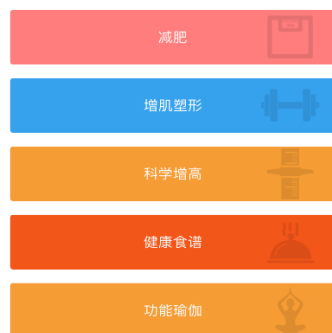 减肥
增肌塑形
科学增高
健康食谱
功能瑜伽